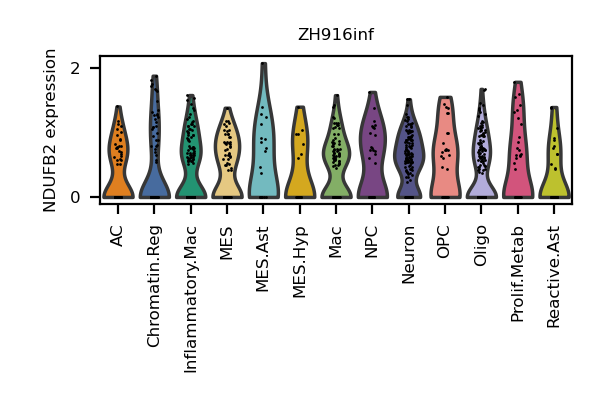 ZH916inf
NDUFB2 expression
2
0
AC
Chromatin.Reg
Inflammatory.Mac
MES
MES.Ast
MES.Hyp
Mac
NPC
Neuron
OPC
Oligo
Prolif.Metab
Reactive.Ast